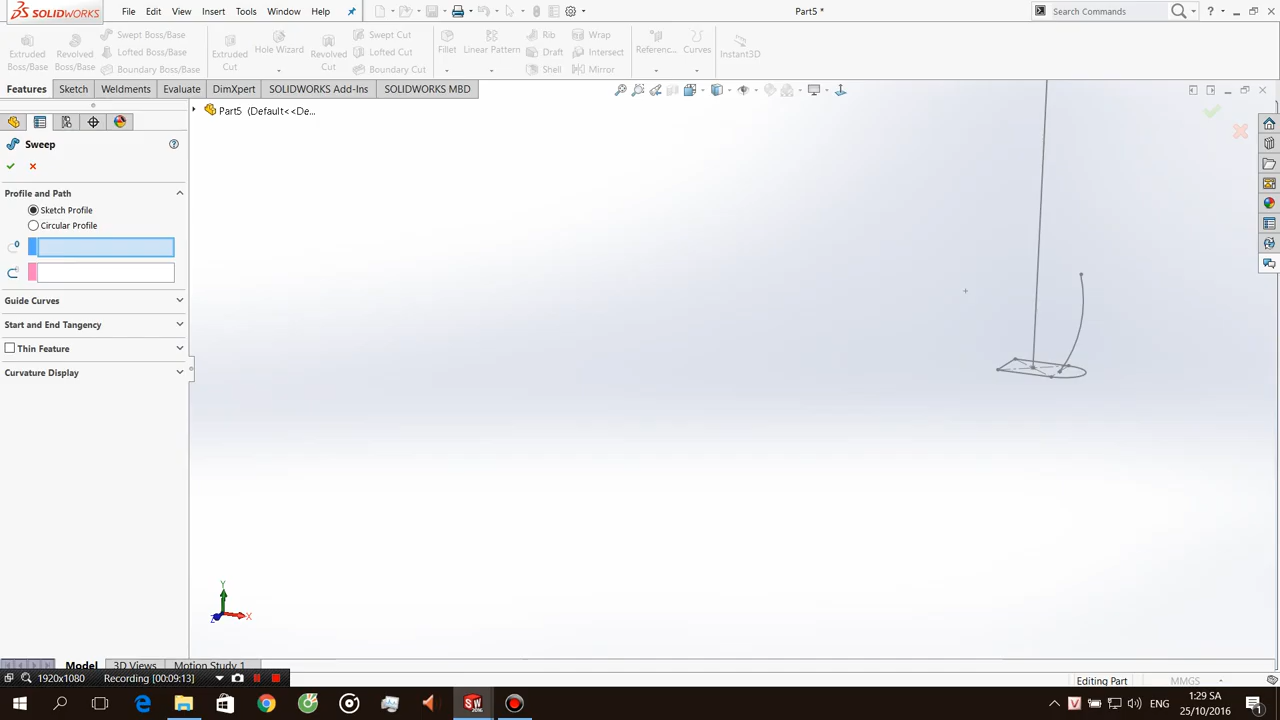 SOLIDWORKS File Edit View Insert Tools Window Help Part5 * Search Commands
Extruded Boss/Base Revolved Boss/Base Swept Boss/Base Lofted Boss/Base Boundary Boss/Base Extruded Cut Hole Wizard Revolved Cut Swept Cut Lofted Cut Boundary Cut Fillet Linear Pattern Rib Draft Shell Wrap Intersect Mirror Referenc... Curves Instant3D
Features Sketch Weldments Evaluate DimXpert SOLIDWORKS Add-Ins SOLIDWORKS MBD
Part5 (Default<<De...
Sweep
Profile and Path
Sketch Profile
Circular Profile
Guide Curves
Start and End Tangency
Thin Feature
Curvature Display
Y
X
Z
Model 3D Views Motion Study 1
1920x1080 Recording [00:09:13]
Editing Part MMGS
ENG 1:29 SA
25/10/2016